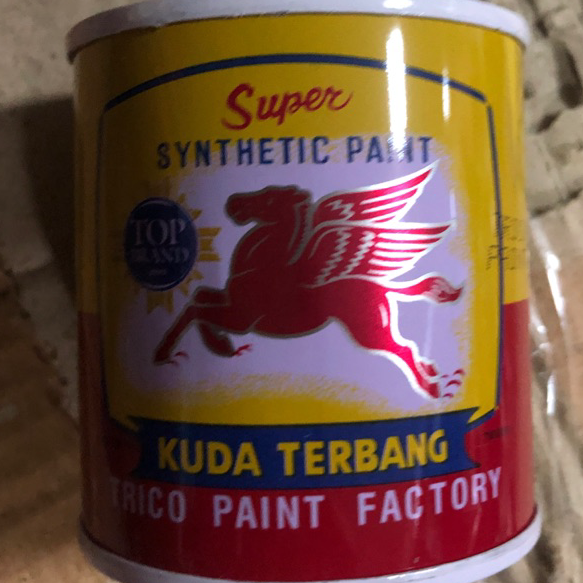 Super
SYNTHETIC PAINT
TOP
BRAND
KUDA TERBANG
TRICO PAINT FACTORY